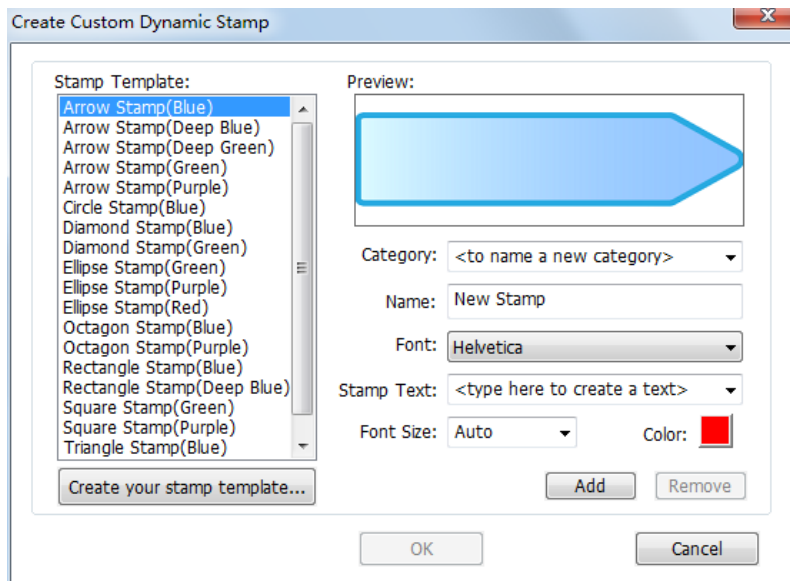 Create Custom Dynamic Stamp
Stamp Template:
Arrow Stamp(Blue)
Arrow Stamp(Deep Blue)
Arrow Stamp(Deep Green)
Arrow Stamp(Green)
Arrow Stamp(Purple)
Circle Stamp(Blue)
Diamond Stamp(Blue)
Diamond Stamp(Green)
Ellipse Stamp(Green)
Ellipse Stamp(Purple)
Ellipse Stamp(Red)
Octagon Stamp(Blue)
Octagon Stamp(Purple)
Rectangle Stamp(Blue)
Rectangle Stamp(Deep Blue)
Square Stamp(Green)
Square Stamp(Purple)
Triangle Stamp(Blue)
Create your stamp template...
Preview:
Category: <to name a new category>
Name: New Stamp
Font: Helvetica
Stamp Text: <type here to create a text>
Font Size: Auto Color:
Add Remove
OK Cancel